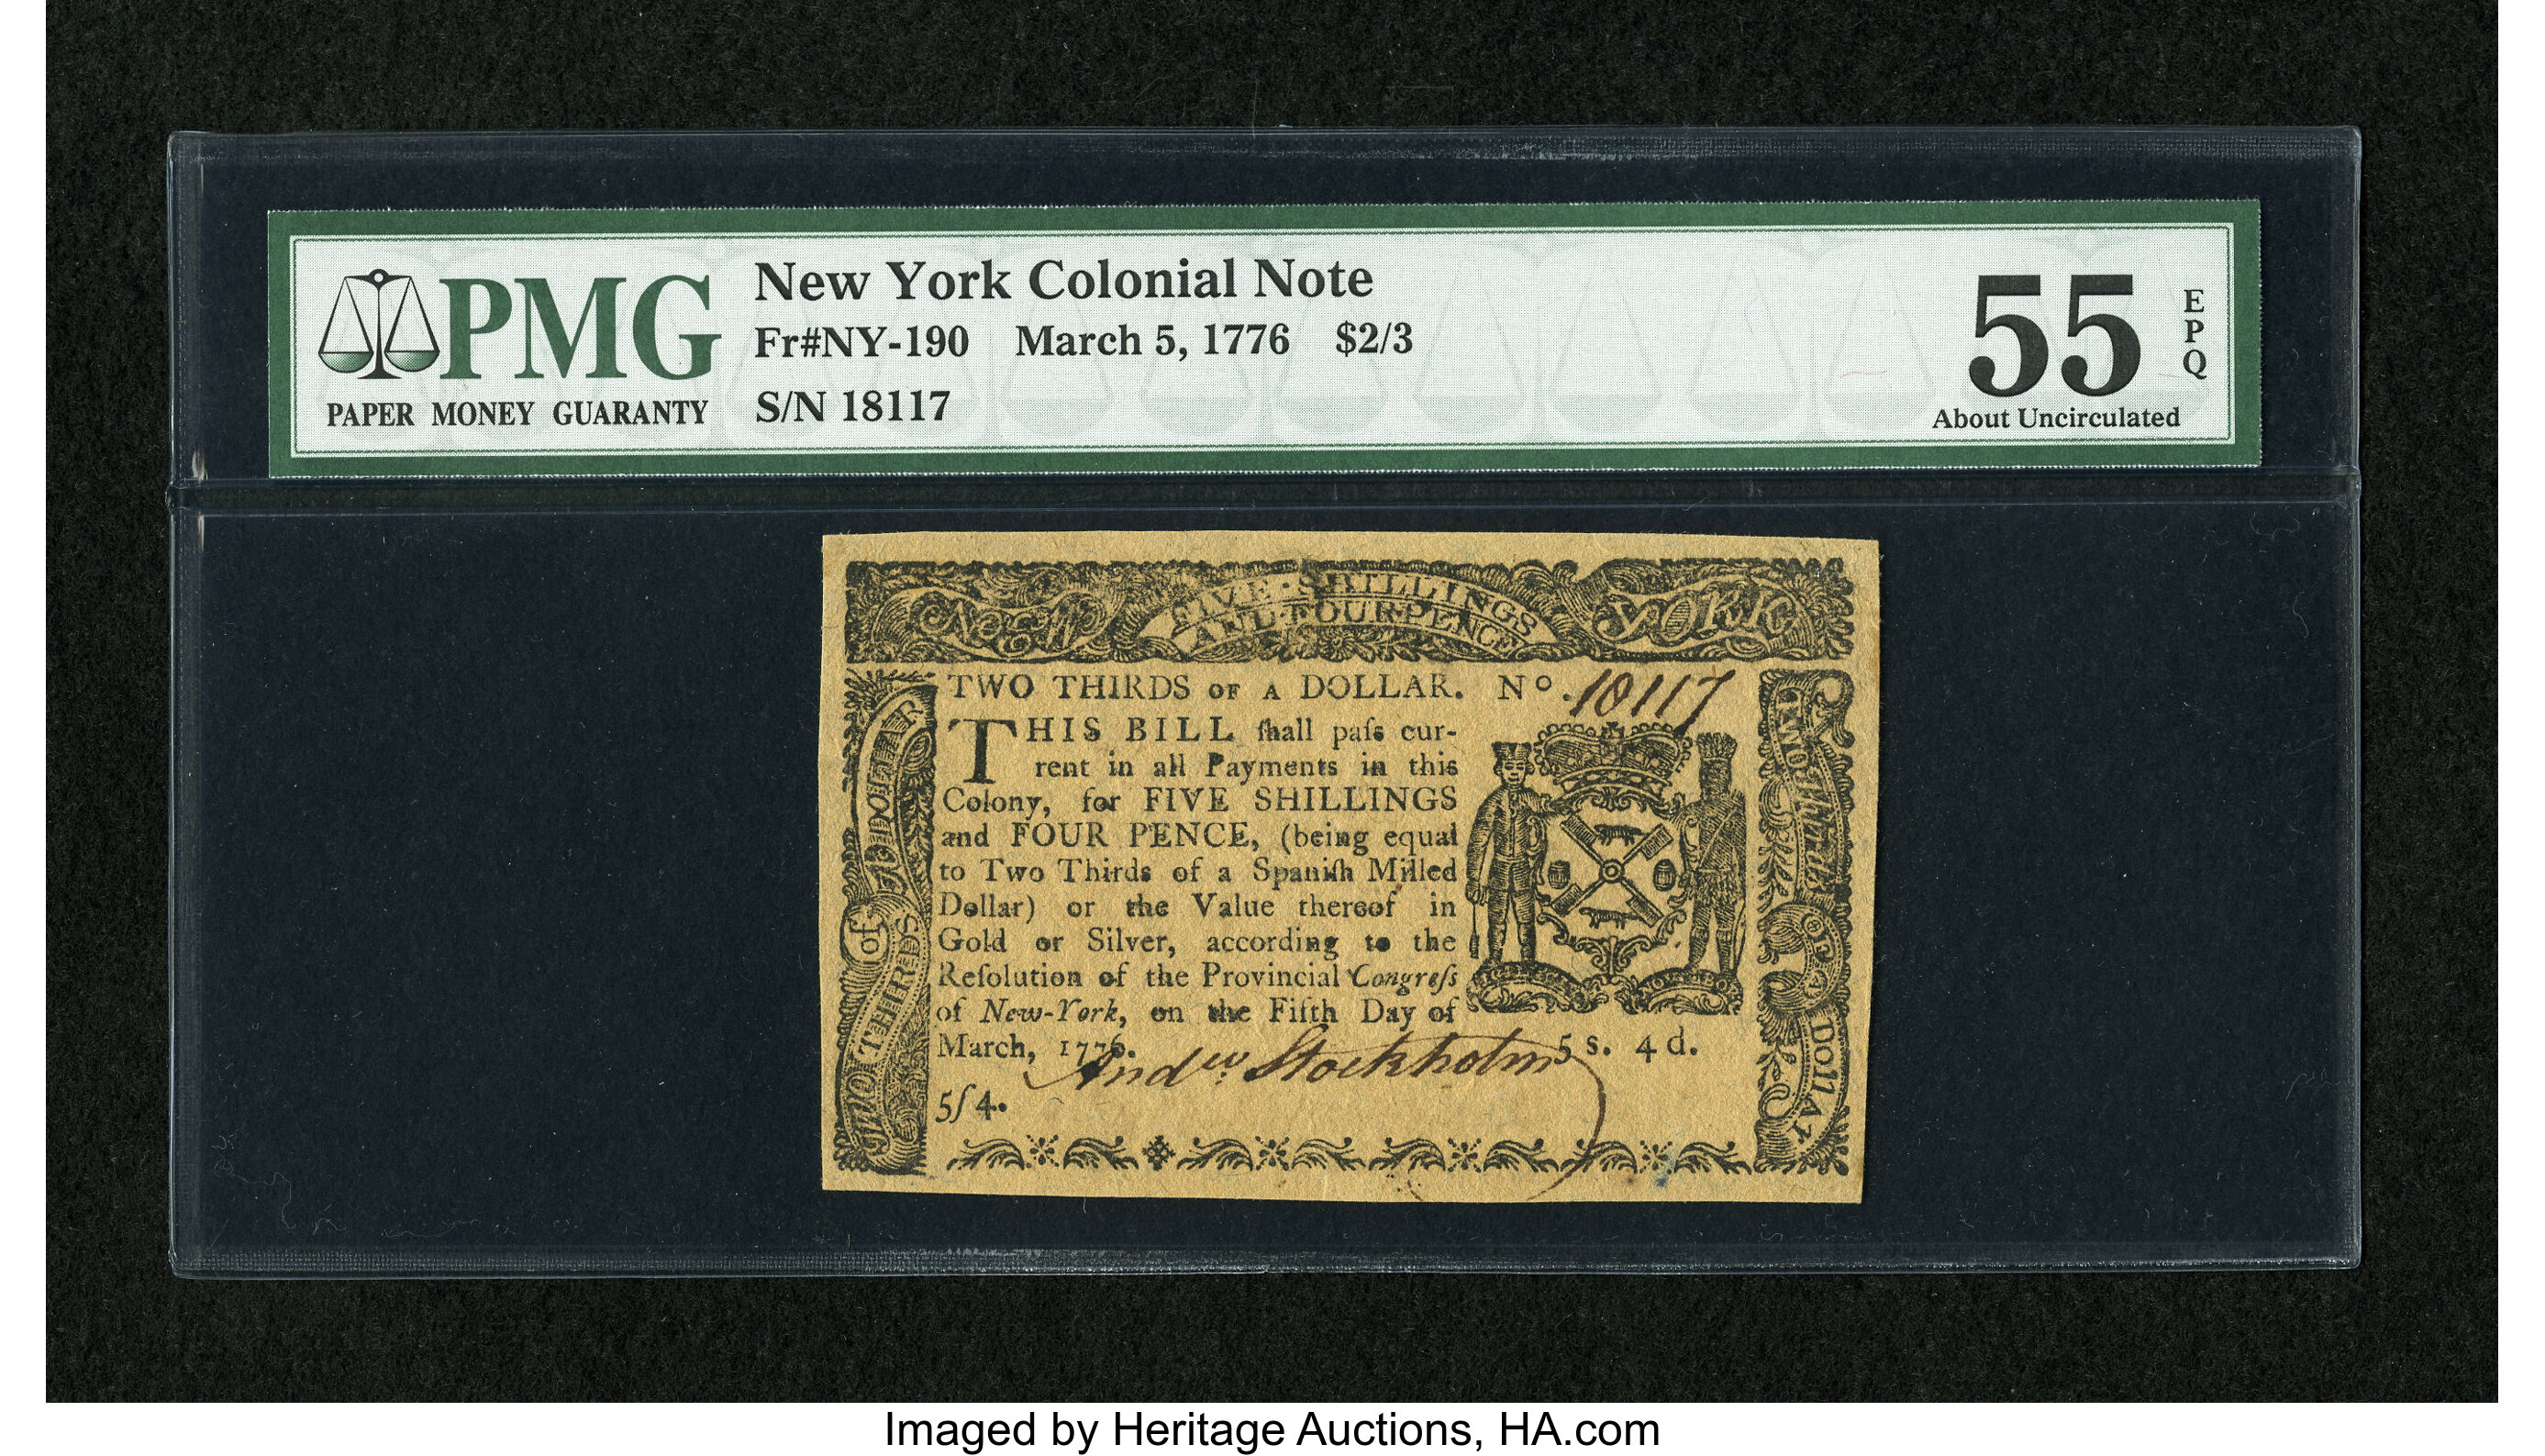 PMG
PAPER MONEY GUARANTY
New York Colonial Note
Fr#NY-190 March 5, 1776 $2/3
S/N 18117
55
EPQ
About Uncirculated
NEW
FIVE-SHILLINGS
AND-FOUR-PENCE
YORK
TWO THIRDS OF A DOLLAR. No. 18117
THIS BILL ſhall paſs cur-
rent in all Payments in this
Colony, for FIVE SHILLINGS
and FOUR PENCE, (being equal
to Two Thirds of a Spaniſh Milled
Dollar) or the Value thereof in
Gold or Silver, according to the
Reſolution of the Provincial Congreſs
of New-York, on the Fifth Day of
March, 1776.
5 s. 4 d.
Andw. Stockholm
5ſ 4.
TWO THIRDS
of
A DOLLER
TWO Thirds
OF A
DollAr
Imaged by Heritage Auctions, HA.com